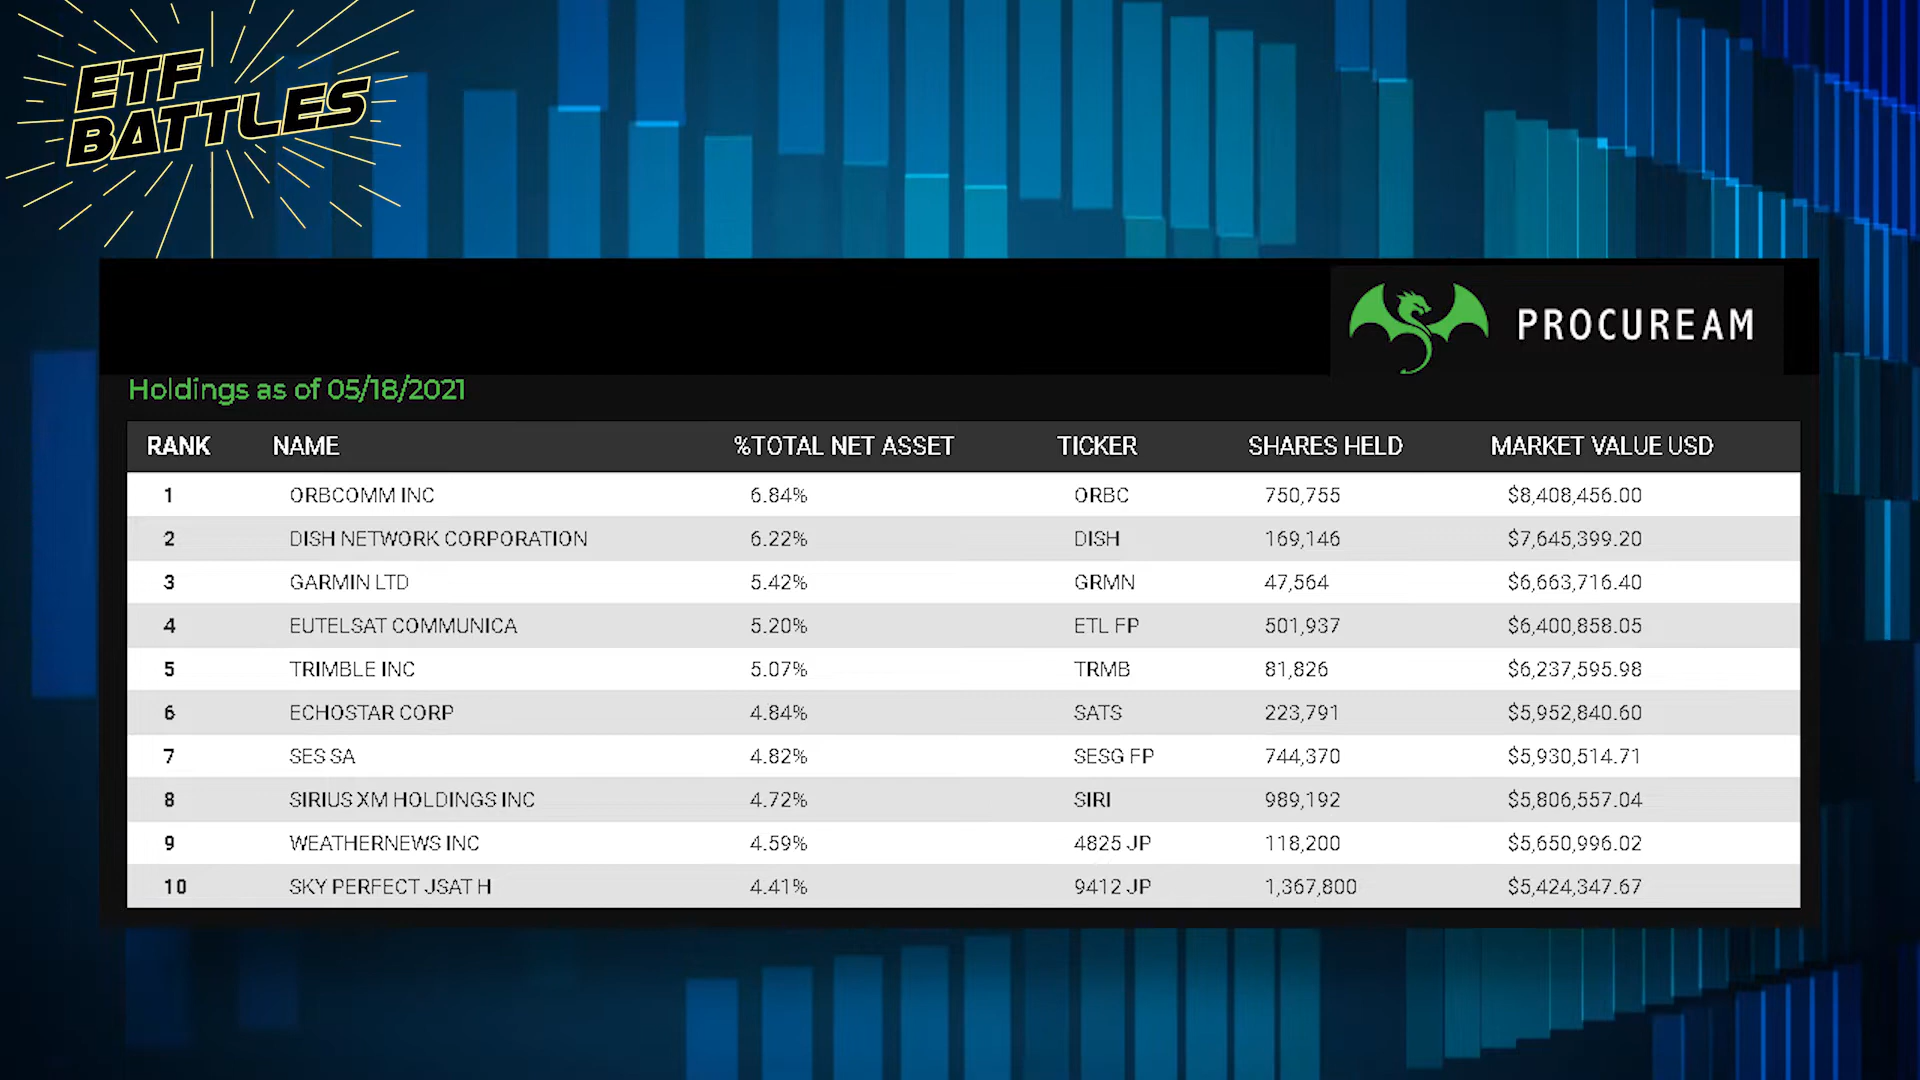 ETF
BATTLES
PROCUREAM
Holdings as of 05/18/2021
RANK NAME %TOTAL NET ASSET TICKER SHARES HELD MARKET VALUE USD
1 ORBCOMM INC 6.84% ORBC 750,755 $8,408,456.00
2 DISH NETWORK CORPORATION 6.22% DISH 169,146 $7,645,399.20
3 GARMIN LTD 5.42% GRMN 47,564 $6,663,716.40
4 EUTELSAT COMMUNICA 5.20% ETL FP 501,937 $6,400,858.05
5 TRIMBLE INC 5.07% TRMB 81,826 $6,237,595.98
6 ECHOSTAR CORP 4.84% SATS 223,791 $5,952,840.60
7 SES SA 4.82% SESG FP 744,370 $5,930,514.71
8 SIRIUS XM HOLDINGS INC 4.72% SIRI 989,192 $5,806,557.04
9 WEATHERNEWS INC 4.59% 4825 JP 118,200 $5,650,996.02
10 SKY PERFECT JSAT H 4.41% 9412 JP 1,367,800 $5,424,347.67